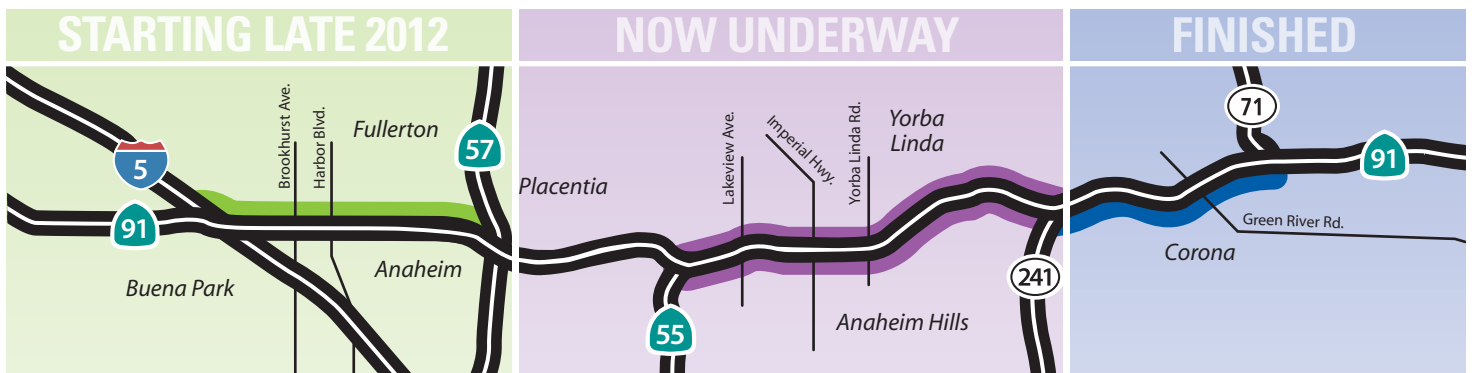 STARTING LATE 2012
Brookhurst Ave.
Harbor Blvd.
Fullerton
57
5
91
Anaheim
Buena Park
NOW UNDERWAY
Placentia
Lakeview Ave.
Imperial Hwy.
Yorba Linda Rd.
Yorba
Linda
241
55
Anaheim Hills
FINISHED
71
91
Green River Rd.
Corona